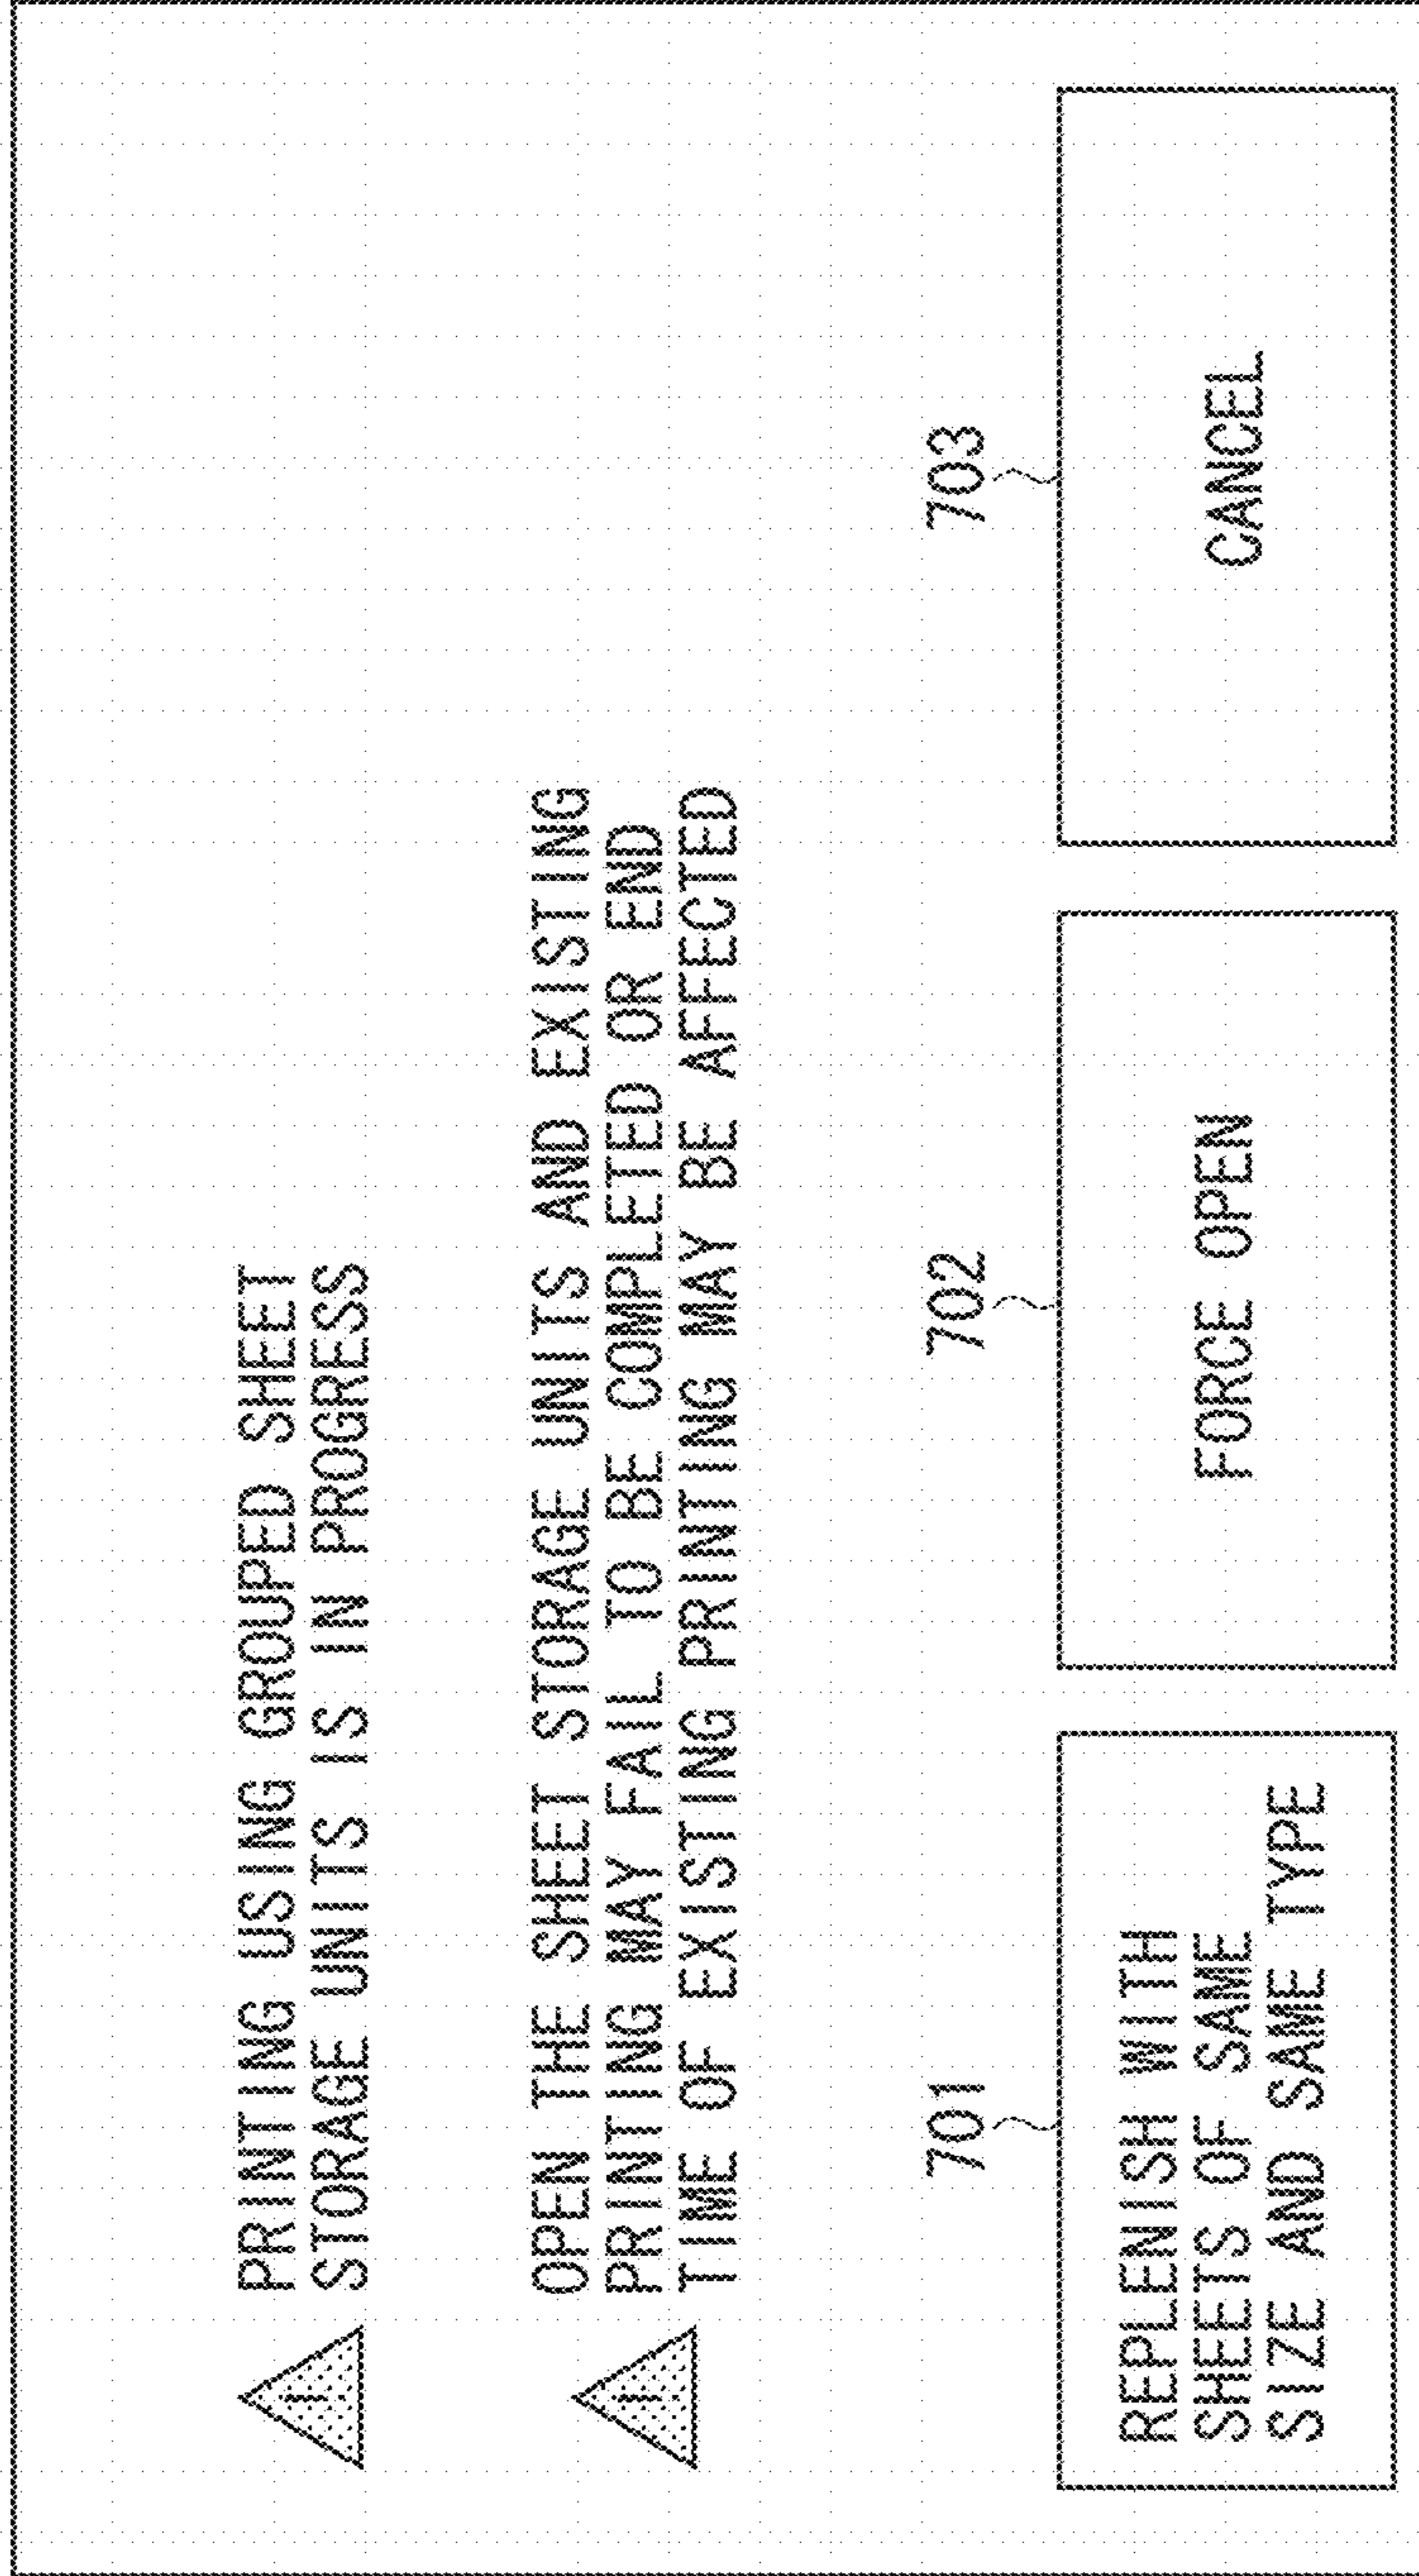 PRINTING USING GROUPED SHEET
STORAGE UNITS IS IN PROGRESS
OPEN THE SHEET STORAGE UNITS AND EXISTING
PRINTING MAY FAIL TO BE COMPLETED OR END
TIME OF EXISTING PRINTING MAY BE AFFECTED
701
REPLENISH WITH
SHEETS OF SAME
SIZE AND SAME TYPE
702
FORCE OPEN
703
CANCEL